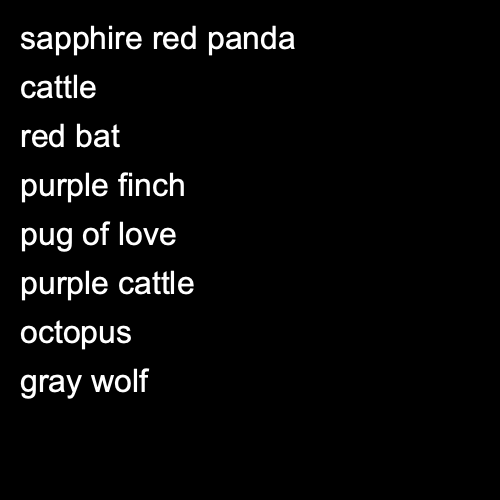 sapphire red panda
cattle
red bat
purple finch
pug of love
purple cattle
octopus
gray wolf